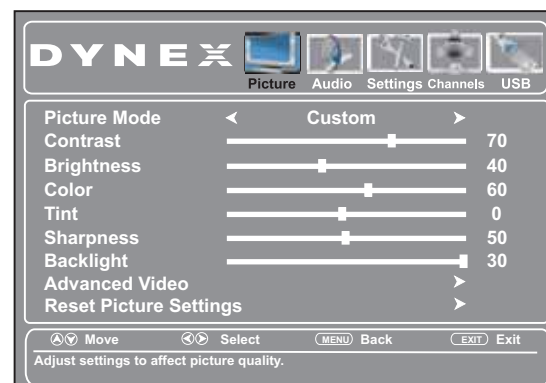 DYNEX
Picture Audio Settings Channels USB
Picture Mode Custom
Contrast 70
Brightness 40
Color 60
Tint 0
Sharpness 50
Backlight 30
Advanced Video
Reset Picture Settings
Move Select MENU Back EXIT Exit
Adjust settings to affect picture quality.